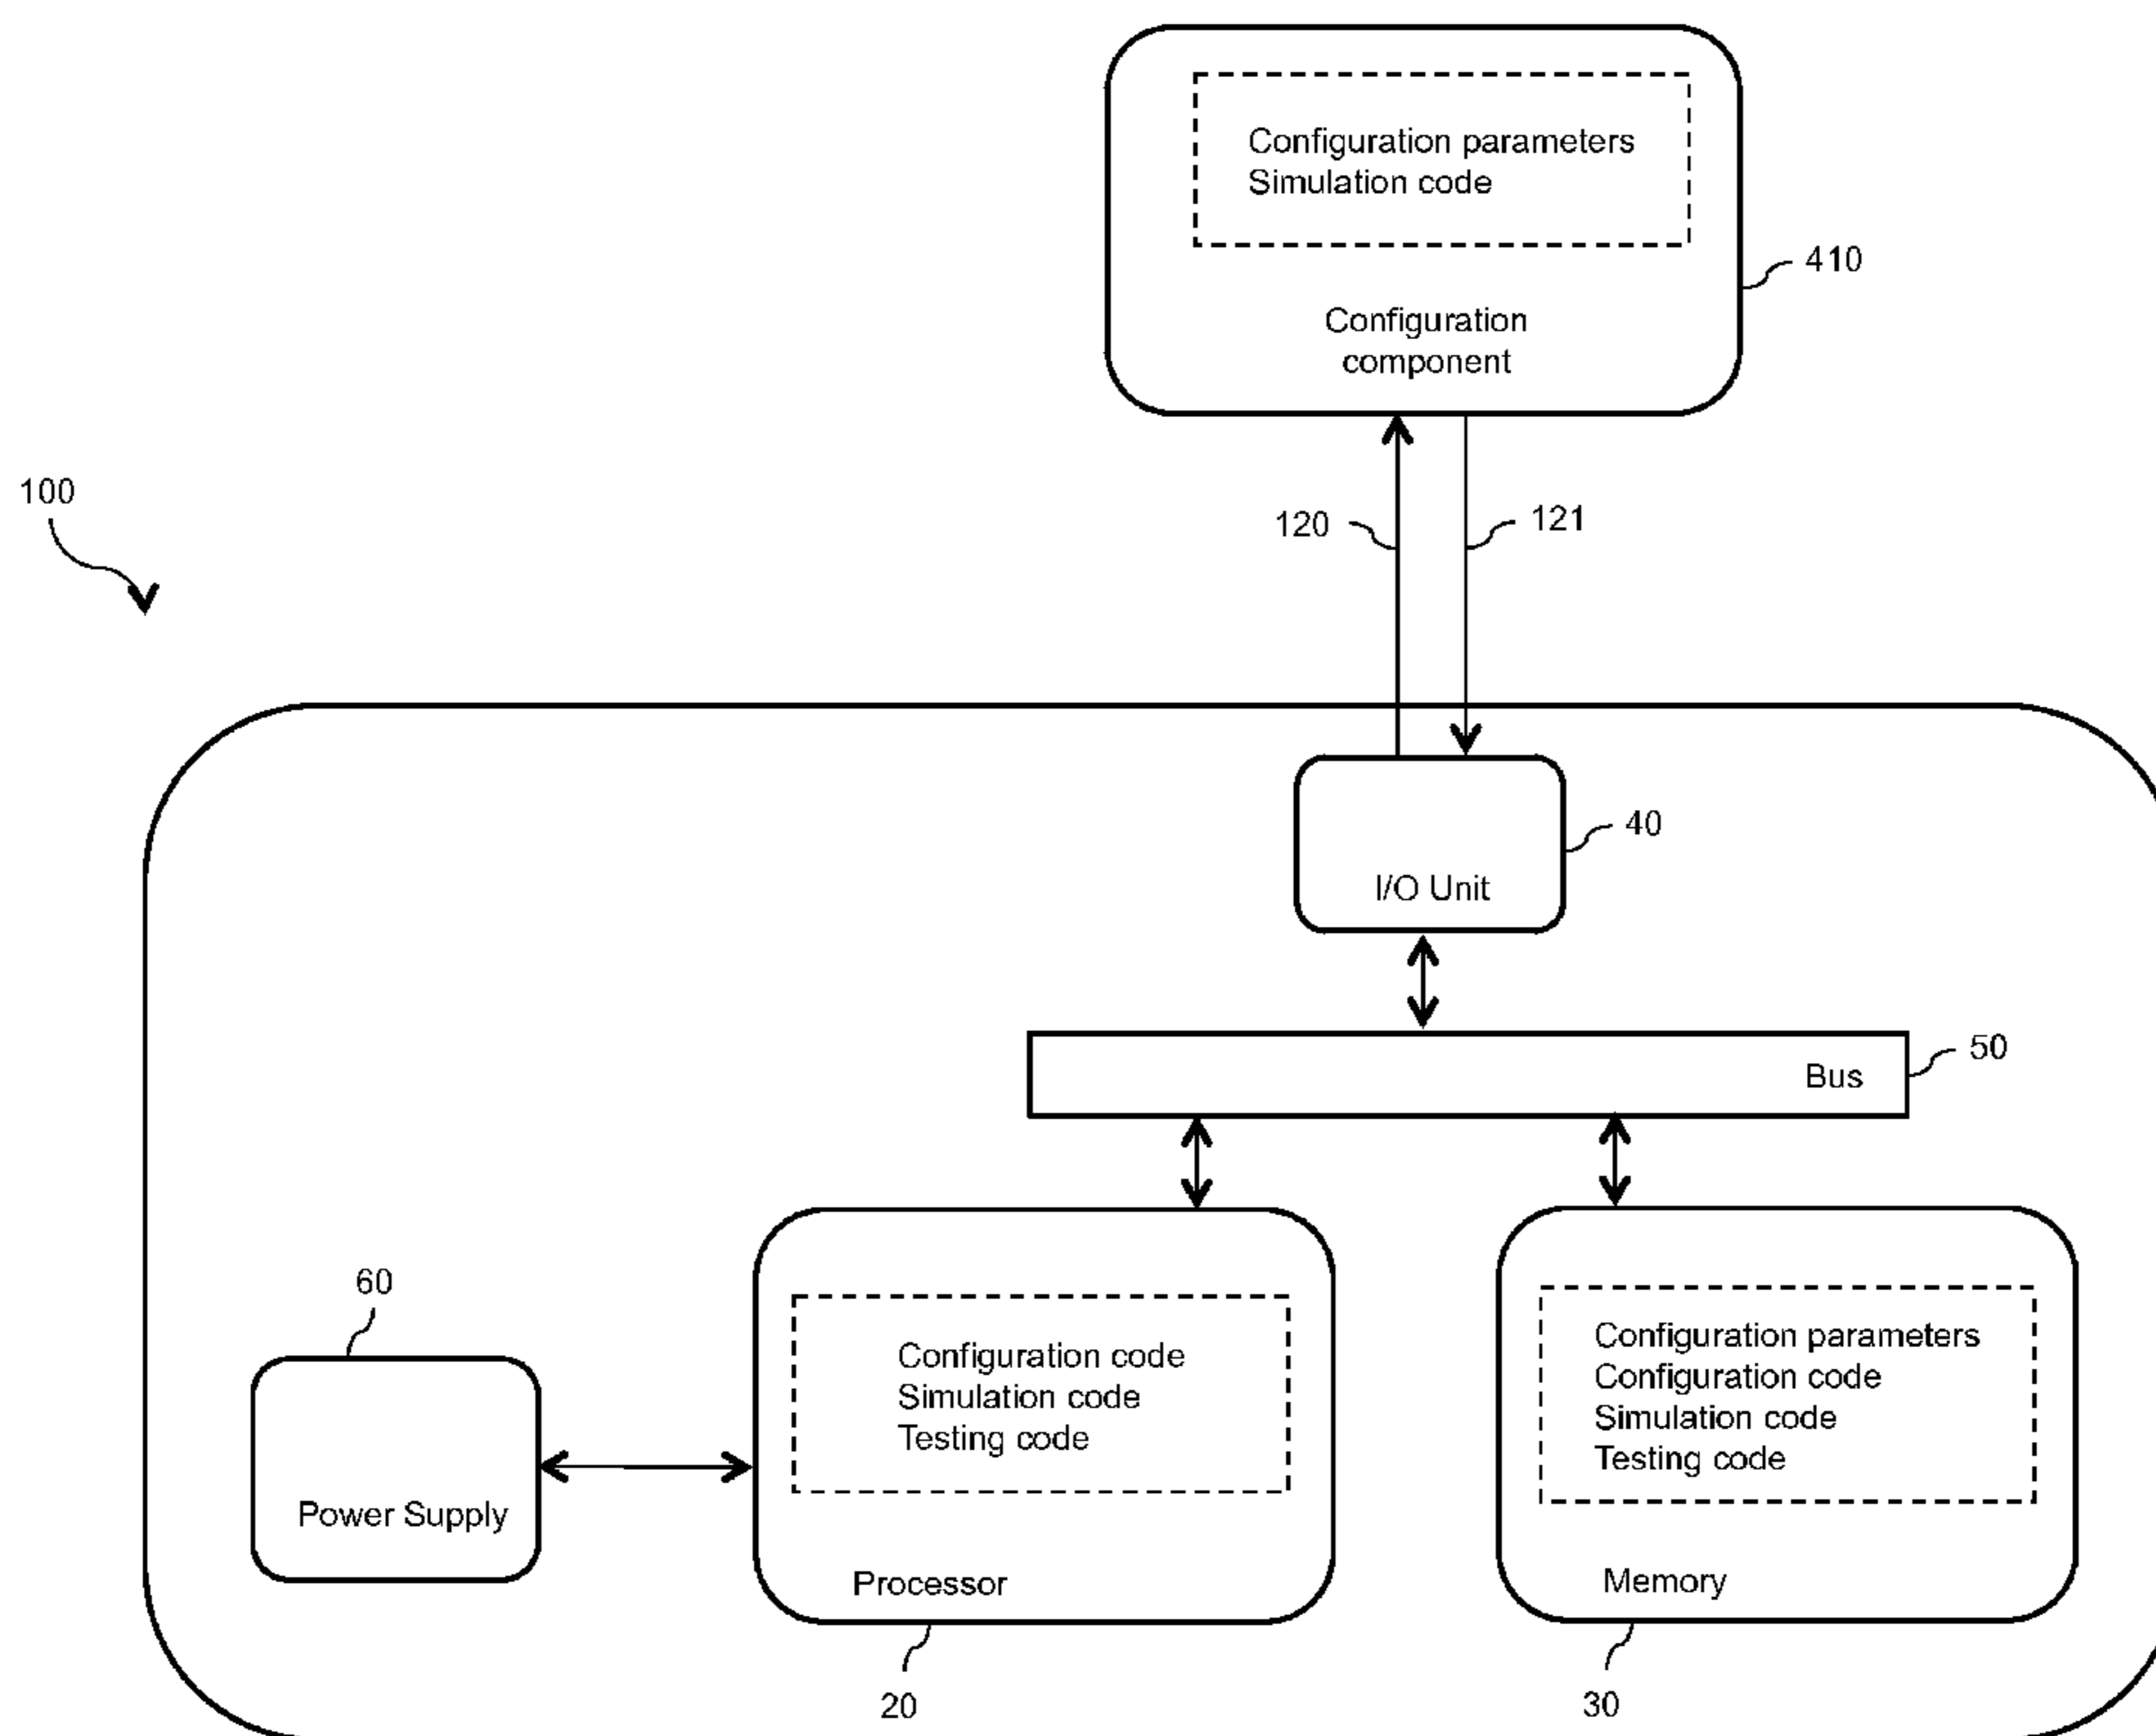 Configuration parameters
Simulation code
410
Configuration
component
100
120
121
40
I/O Unit
50
Bus
60
Configuration code
Simulation code
Testing code
Configuration parameters
Configuration code
Simulation code
Testing code
Power Supply
Processor
Memory
20
30